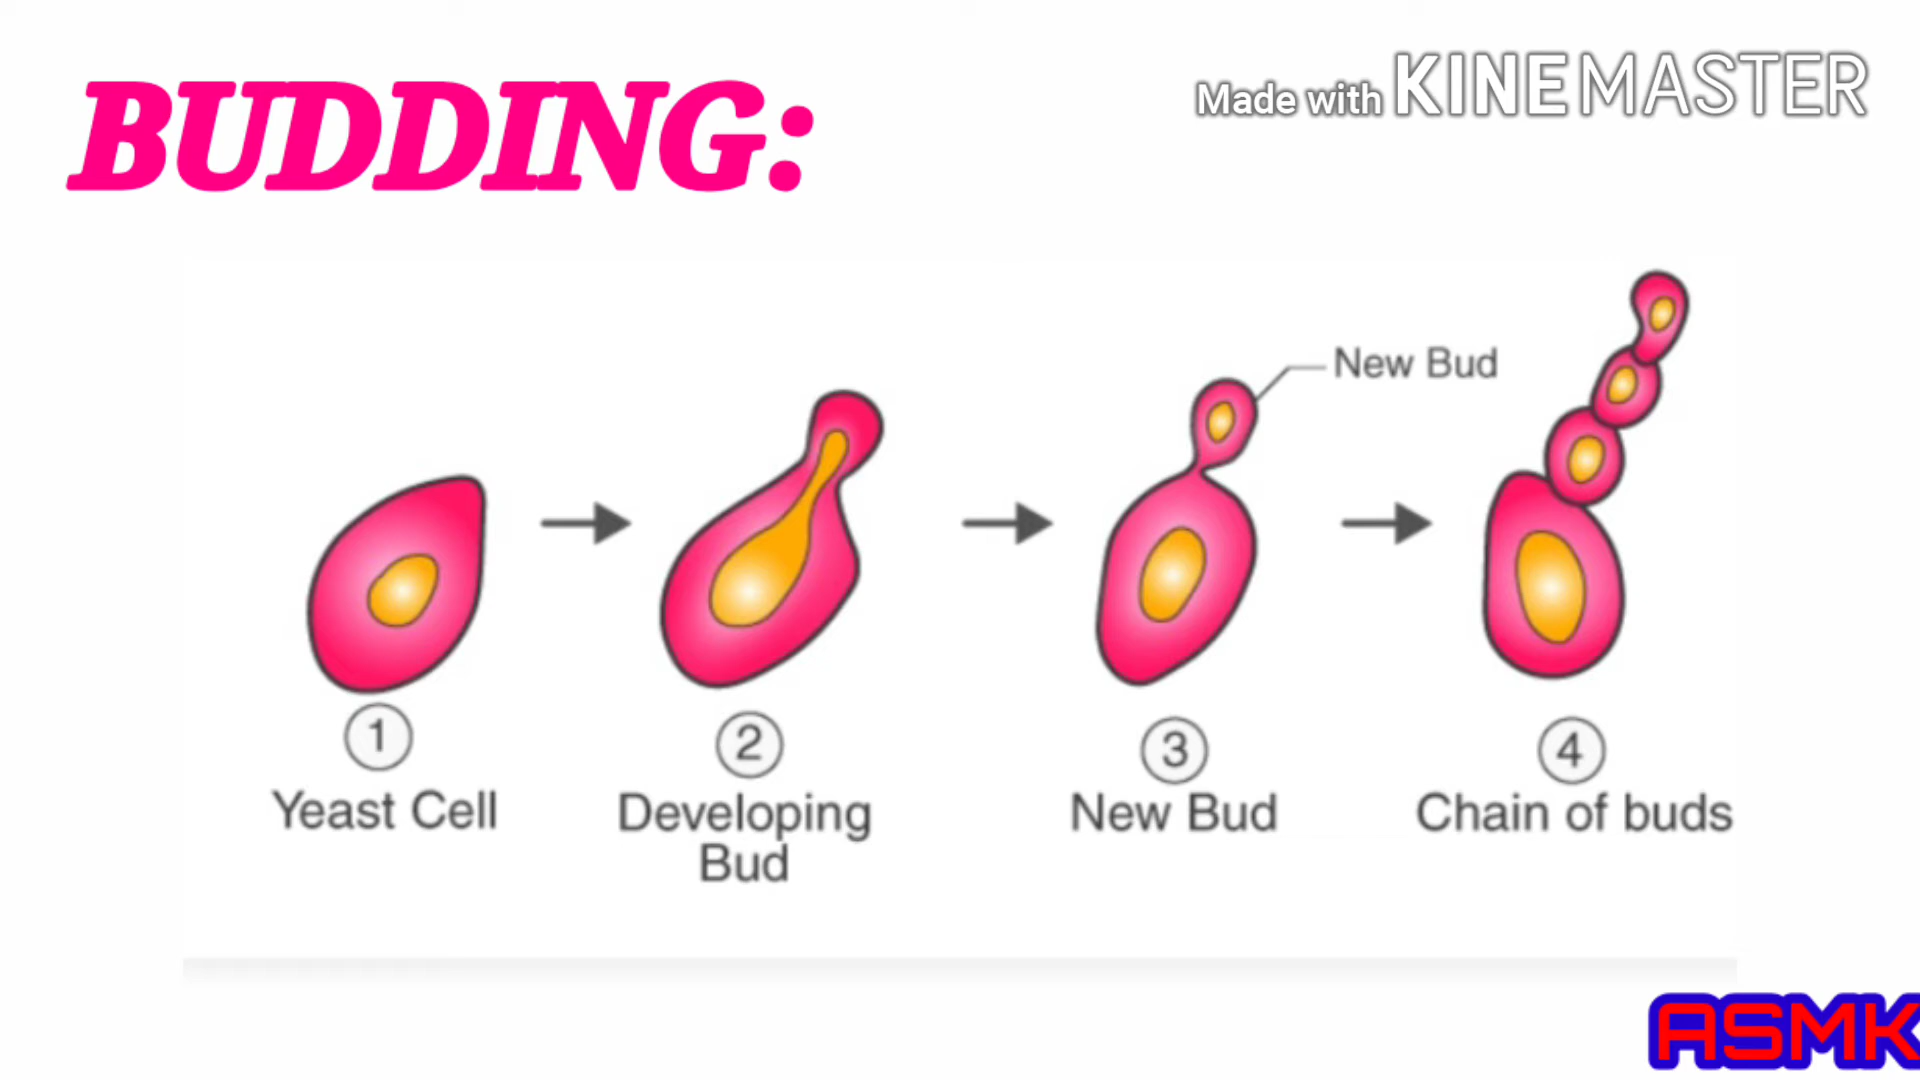 BUDDING:
Made with KINEMASTER
New Bud
1
Yeast Cell
2
Developing
Bud
3
New Bud
4
Chain of buds
ASMK